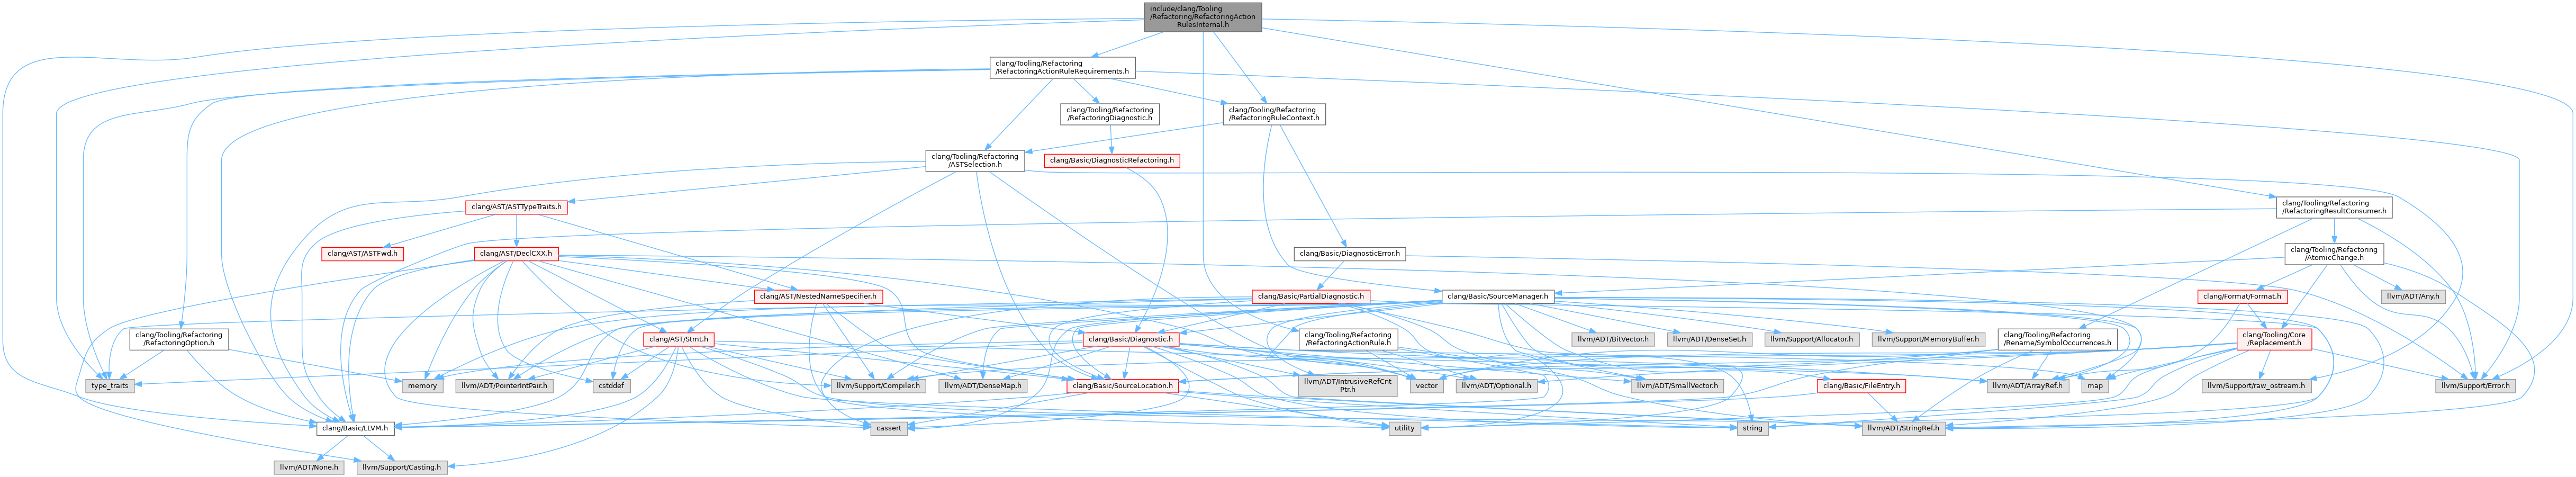 include/clang/Tooling
/Refactoring/RefactoringAction
RulesInternal.h
clang/Tooling/Refactoring
/RefactoringActionRuleRequirements.h
clang/Tooling/Refactoring
/RefactoringDiagnostic.h
clang/Tooling/Refactoring
/RefactoringRuleContext.h
clang/Tooling/Refactoring
/ASTSelection.h
clang/Basic/DiagnosticRefactoring.h
clang/AST/ASTTypeTraits.h
clang/Tooling/Refactoring
/RefactoringResultConsumer.h
clang/AST/ASTFwd.h
clang/AST/DeclCXX.h
clang/Basic/DiagnosticError.h
clang/Tooling/Refactoring
/AtomicChange.h
clang/AST/NestedNameSpecifier.h
clang/Basic/PartialDiagnostic.h
clang/Basic/SourceManager.h
clang/Format/Format.h
llvm/ADT/Any.h
clang/Tooling/Refactoring
/RefactoringOption.h
clang/AST/Stmt.h
clang/Basic/Diagnostic.h
clang/Tooling/Refactoring
/RefactoringActionRule.h
llvm/ADT/BitVector.h
llvm/ADT/DenseSet.h
llvm/Support/Allocator.h
llvm/Support/MemoryBuffer.h
clang/Tooling/Refactoring
/Rename/SymbolOccurrences.h
clang/Tooling/Core
/Replacement.h
type_traits
memory
llvm/ADT/PointerIntPair.h
cstddef
llvm/Support/Compiler.h
llvm/ADT/DenseMap.h
clang/Basic/SourceLocation.h
llvm/ADT/IntrusiveRefCnt
Ptr.h
vector
llvm/ADT/Optional.h
llvm/ADT/SmallVector.h
clang/Basic/FileEntry.h
llvm/ADT/ArrayRef.h
map
llvm/Support/raw_ostream.h
llvm/Support/Error.h
clang/Basic/LLVM.h
cassert
utility
string
llvm/ADT/StringRef.h
llvm/ADT/None.h
llvm/Support/Casting.h